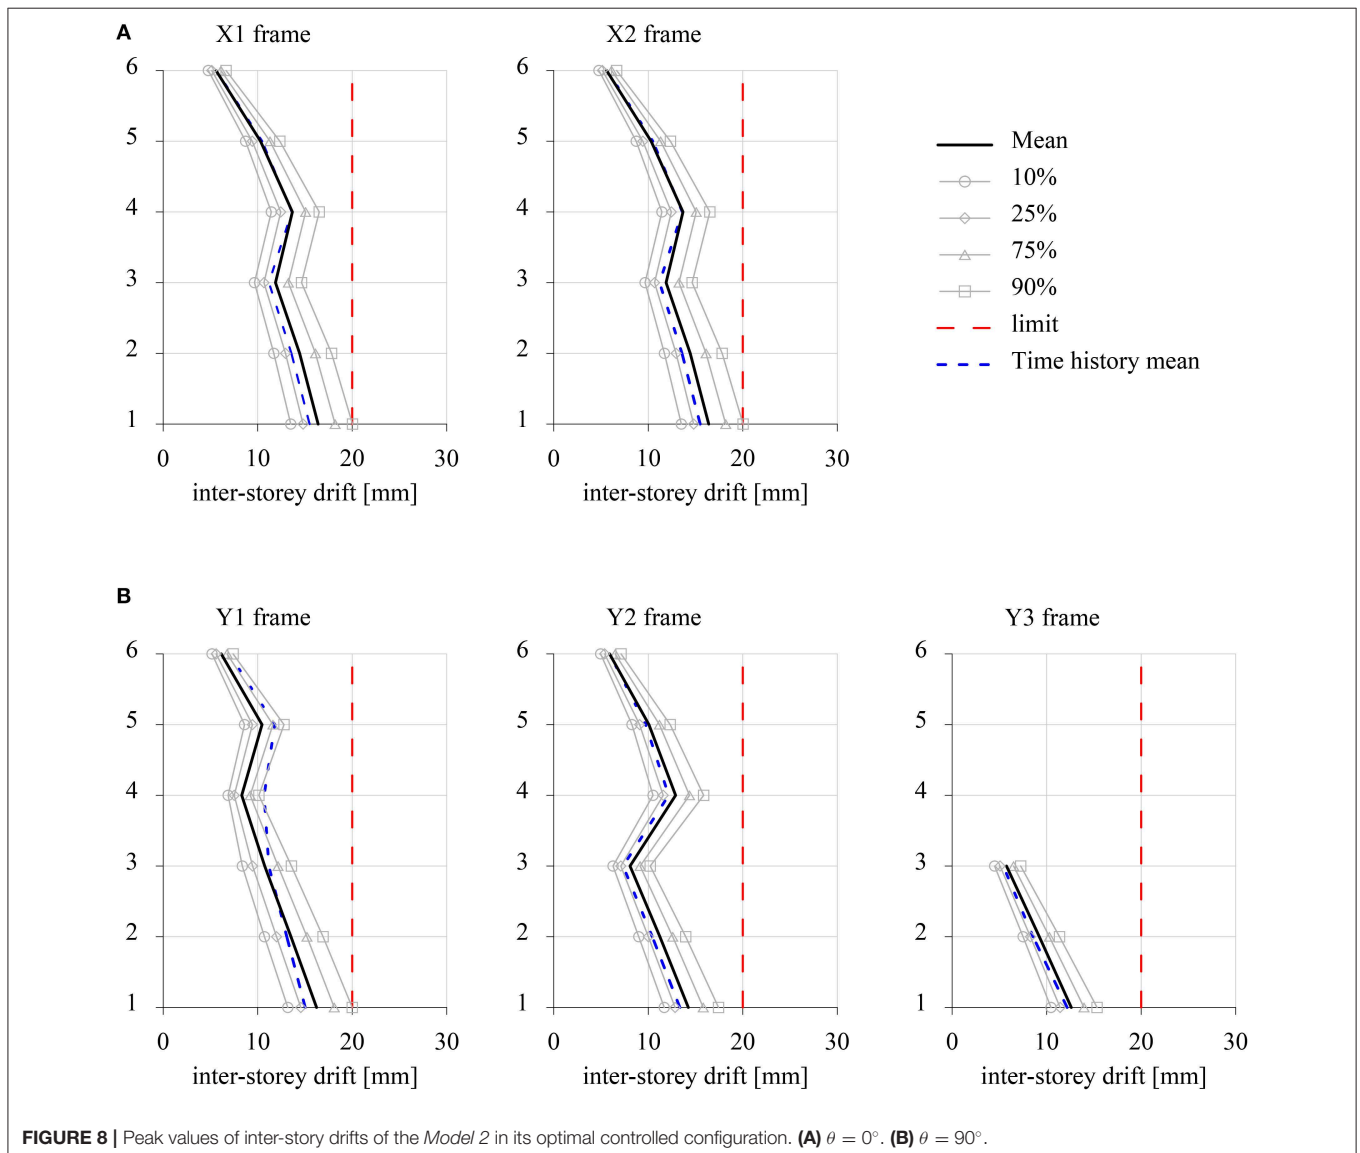 A
X1 frame
X2 frame
6
5
4
3
2
1
0 10 20 30
inter-storey drift [mm]
6
5
4
3
2
1
0 10 20 30
inter-storey drift [mm]
Mean
10%
25%
75%
90%
limit
Time history mean
B
Y1 frame
Y2 frame
Y3 frame
6
5
4
3
2
1
0 10 20 30
inter-storey drift [mm]
6
5
4
3
2
1
0 10 20 30
inter-storey drift [mm]
6
5
4
3
2
1
0 10 20 30
inter-storey drift [mm]
FIGURE 8 | Peak values of inter-story drifts of the Model 2 in its optimal controlled configuration. (A) θ = 0°. (B) θ = 90°.